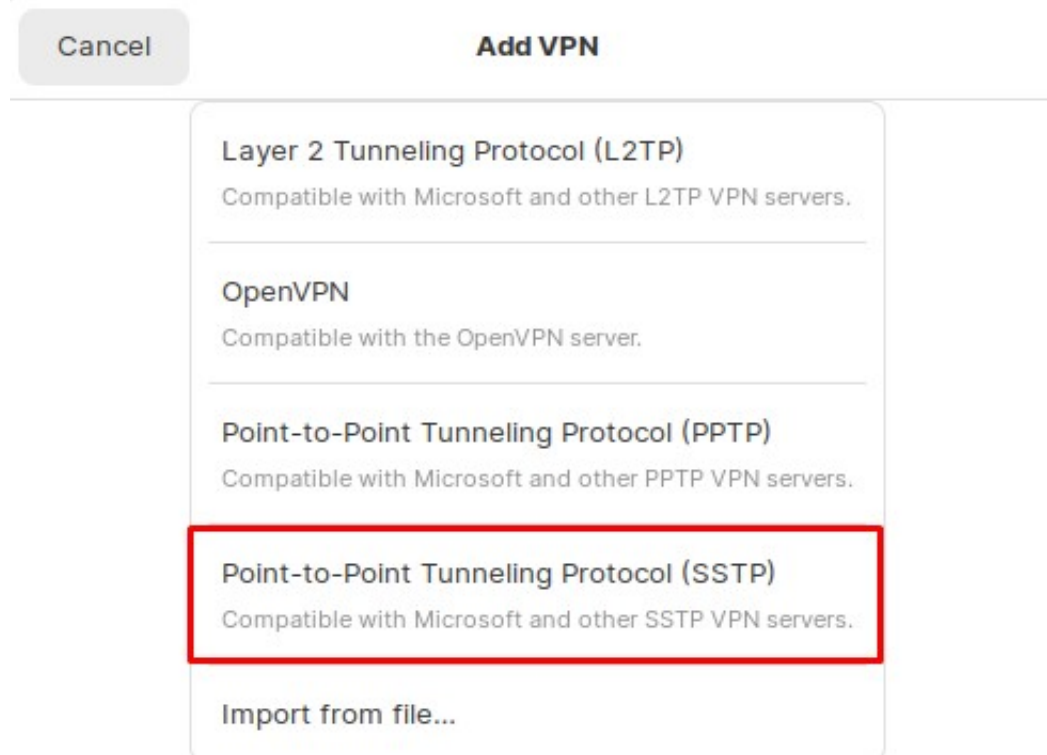 Cancel
Add VPN
Layer 2 Tunneling Protocol (L2TP)
Compatible with Microsoft and other L2TP VPN servers.
OpenVPN
Compatible with the OpenVPN server.
Point-to-Point Tunneling Protocol (PPTP)
Compatible with Microsoft and other PPTP VPN servers.
Point-to-Point Tunneling Protocol (SSTP)
Compatible with Microsoft and other SSTP VPN servers.
Import from file...